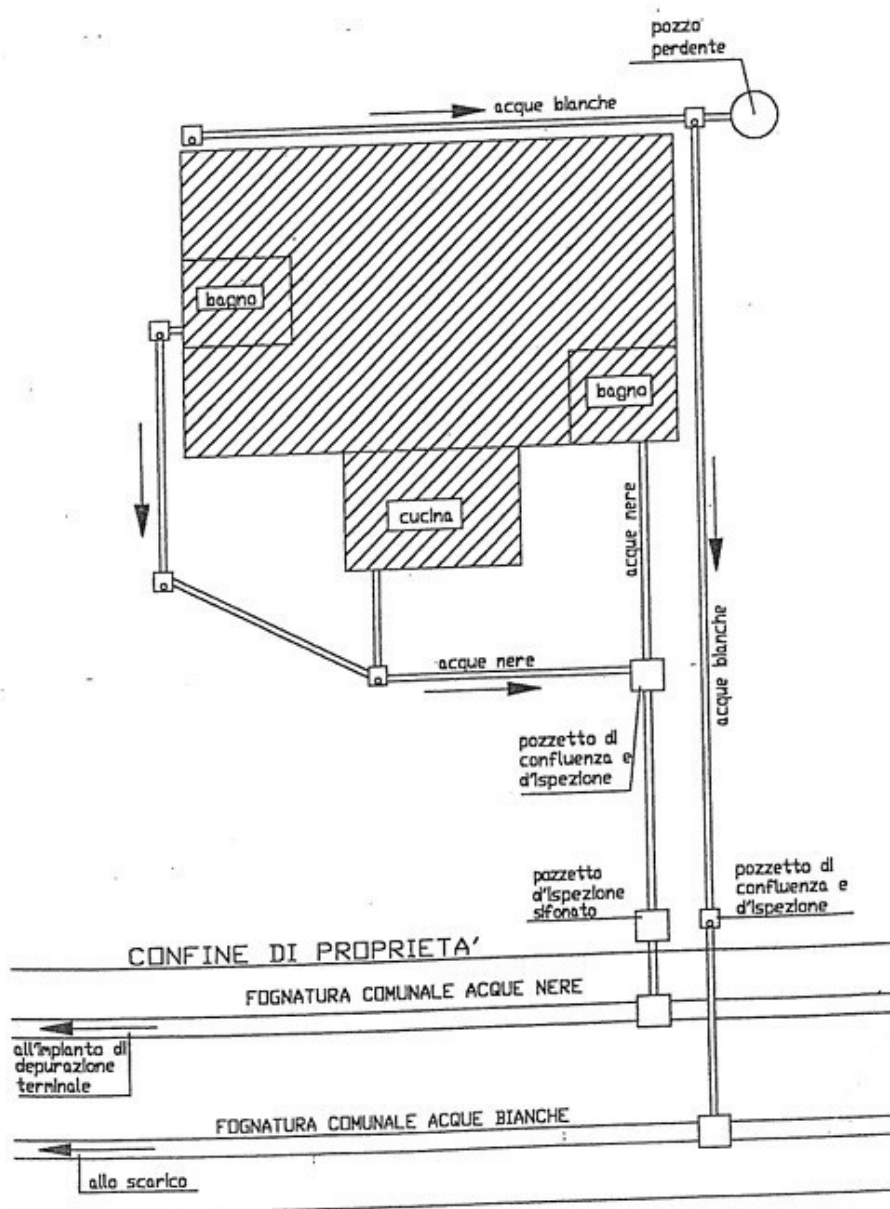 pozzo
perdente
acque bianche
bagno
bagno
cucina
acque nere
acque bianche
acque nere
pozzetto di
confluenza e
d'ispezione
pozzetto
d'ispezione
sifonato
pozzetto di
confluenza e
d'ispezione
CONFINE DI PROPRIETA'
FOGNATURA COMUNALE ACQUE NERE
all'impianto di
depurazione
terminale
FOGNATURA COMUNALE ACQUE BIANCHE
allo scarico